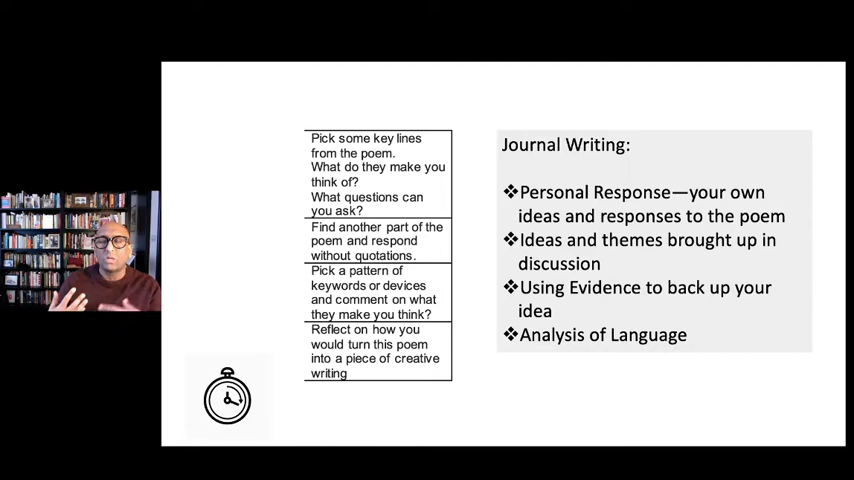 Pick some key lines
from the poem.
What do they make you
think of?
What questions can
you ask?
Find another part of the
poem and respond
without quotations.
Pick a pattern of
keywords or devices
and comment on what
they make you think?
Reflect on how you
would turn this poem
into a piece of creative
writing
Journal Writing:
❖Personal Response—your own
ideas and responses to the poem
❖Ideas and themes brought up in
discussion
❖Using Evidence to back up your
idea
❖Analysis of Language